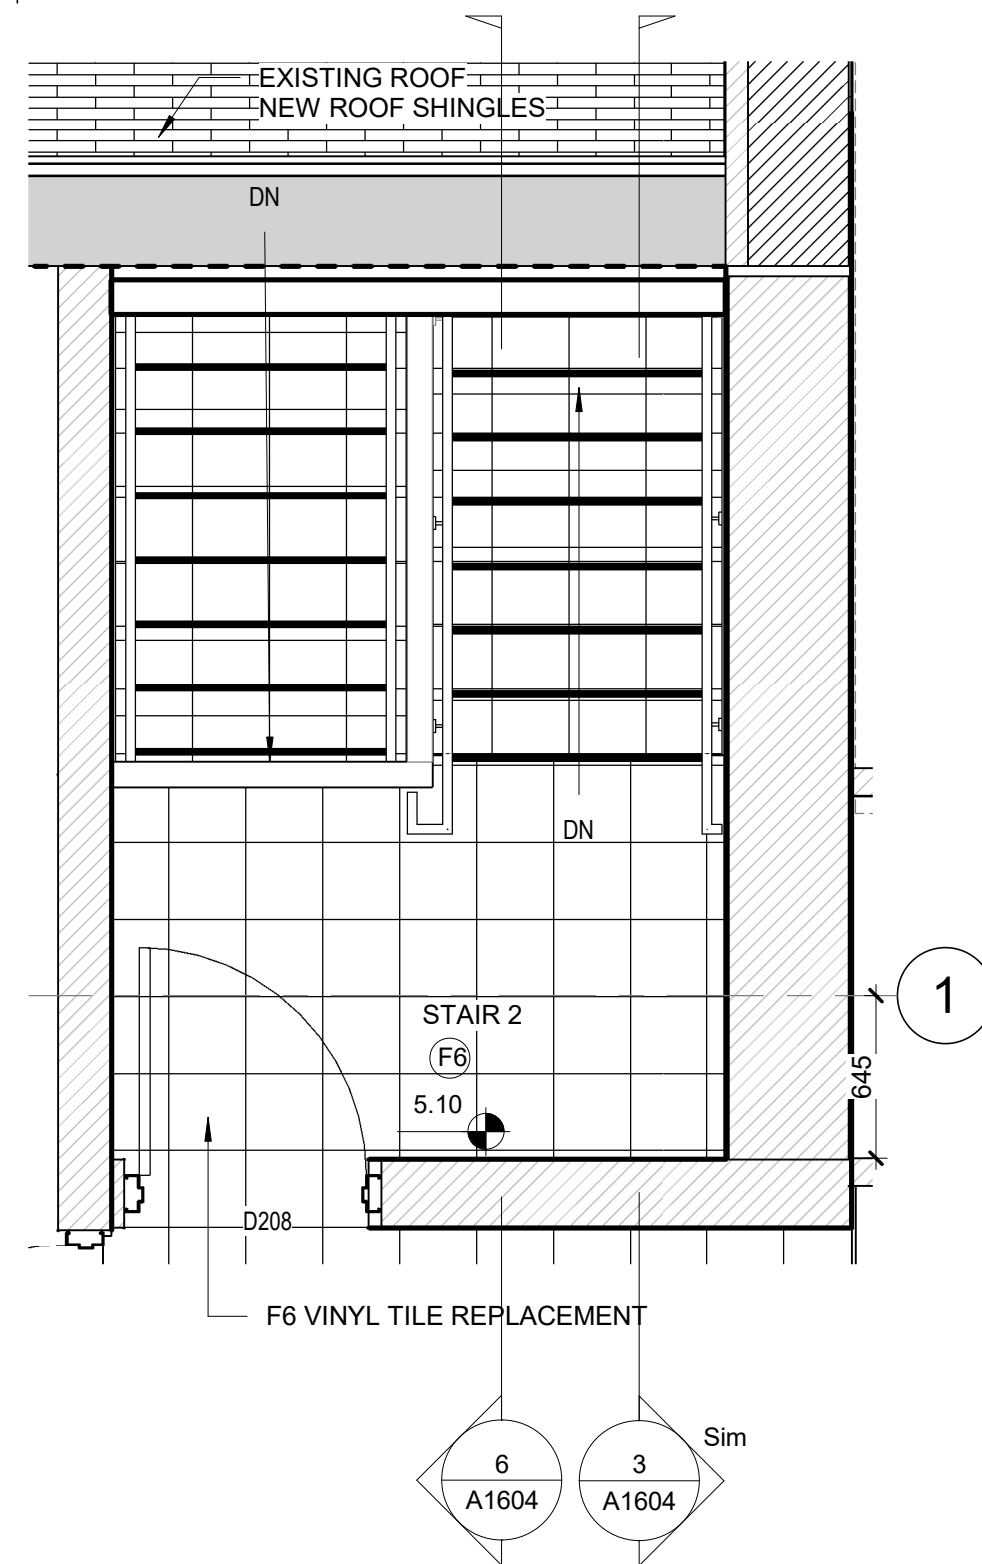 EXISTING ROOF
NEW ROOF SHINGLES
DN
DN
STAIR 2
F6
5.10
1
645
D208
F6 VINYL TILE REPLACEMENT
6
A1604
3
A1604
Sim